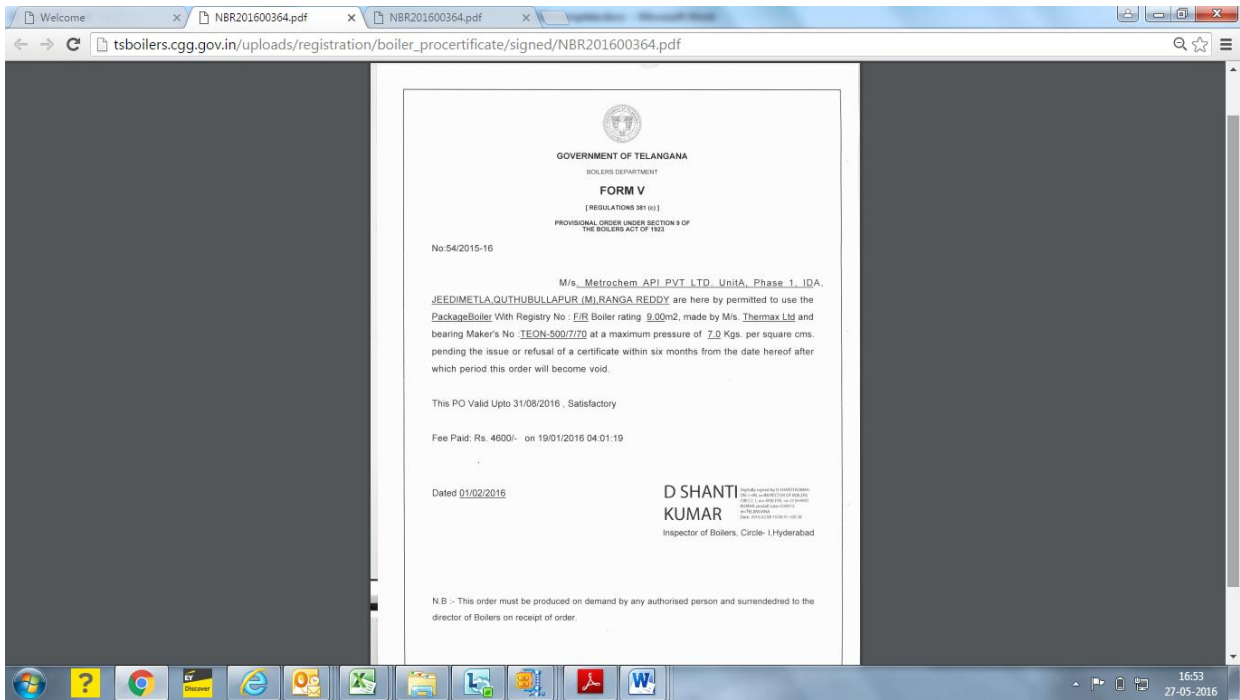 Welcome
NBR201600364.pdf
NBR201600364.pdf
tsboilers.cgg.gov.in/uploads/registration/boiler_procertificate/signed/NBR201600364.pdf
GOVERNMENT OF TELANGANA
BOILERS DEPARTMENT
FORM V
[ REGULATIONS 381 (c) ]
PROVISIONAL ORDER UNDER SECTION 9 OF
THE BOILERS ACT OF 1923
No:54/2015-16
M/s. Metrochem API PVT LTD. UnitA, Phase 1, IDA,
JEEDIMETLA,QUTHUBULLAPUR (M),RANGA REDDY are here by permitted to use the
PackageBoiler With Registry No : F/R Boiler rating 9.00m2, made by M/s. Thermax Ltd and
bearing Maker's No :TEON-500/7/70 at a maximum pressure of 7.0 Kgs. per square cms.
pending the issue or refusal of a certificate within six months from the date hereof after
which period this order will become void.
This PO Valid Upto 31/08/2016 , Satisfactory
Fee Paid: Rs. 4600/- on 19/01/2016 04:01:19
Dated 01/02/2016
D SHANTI
KUMAR
Digitally signed by D SHANTI KUMAR
Inspector of Boilers, Circle- I,Hyderabad
N.B :- This order must be produced on demand by any authorised person and surrendedred to the
director of Boilers on receipt of order.
EY
Discover
16:53
27-05-2016